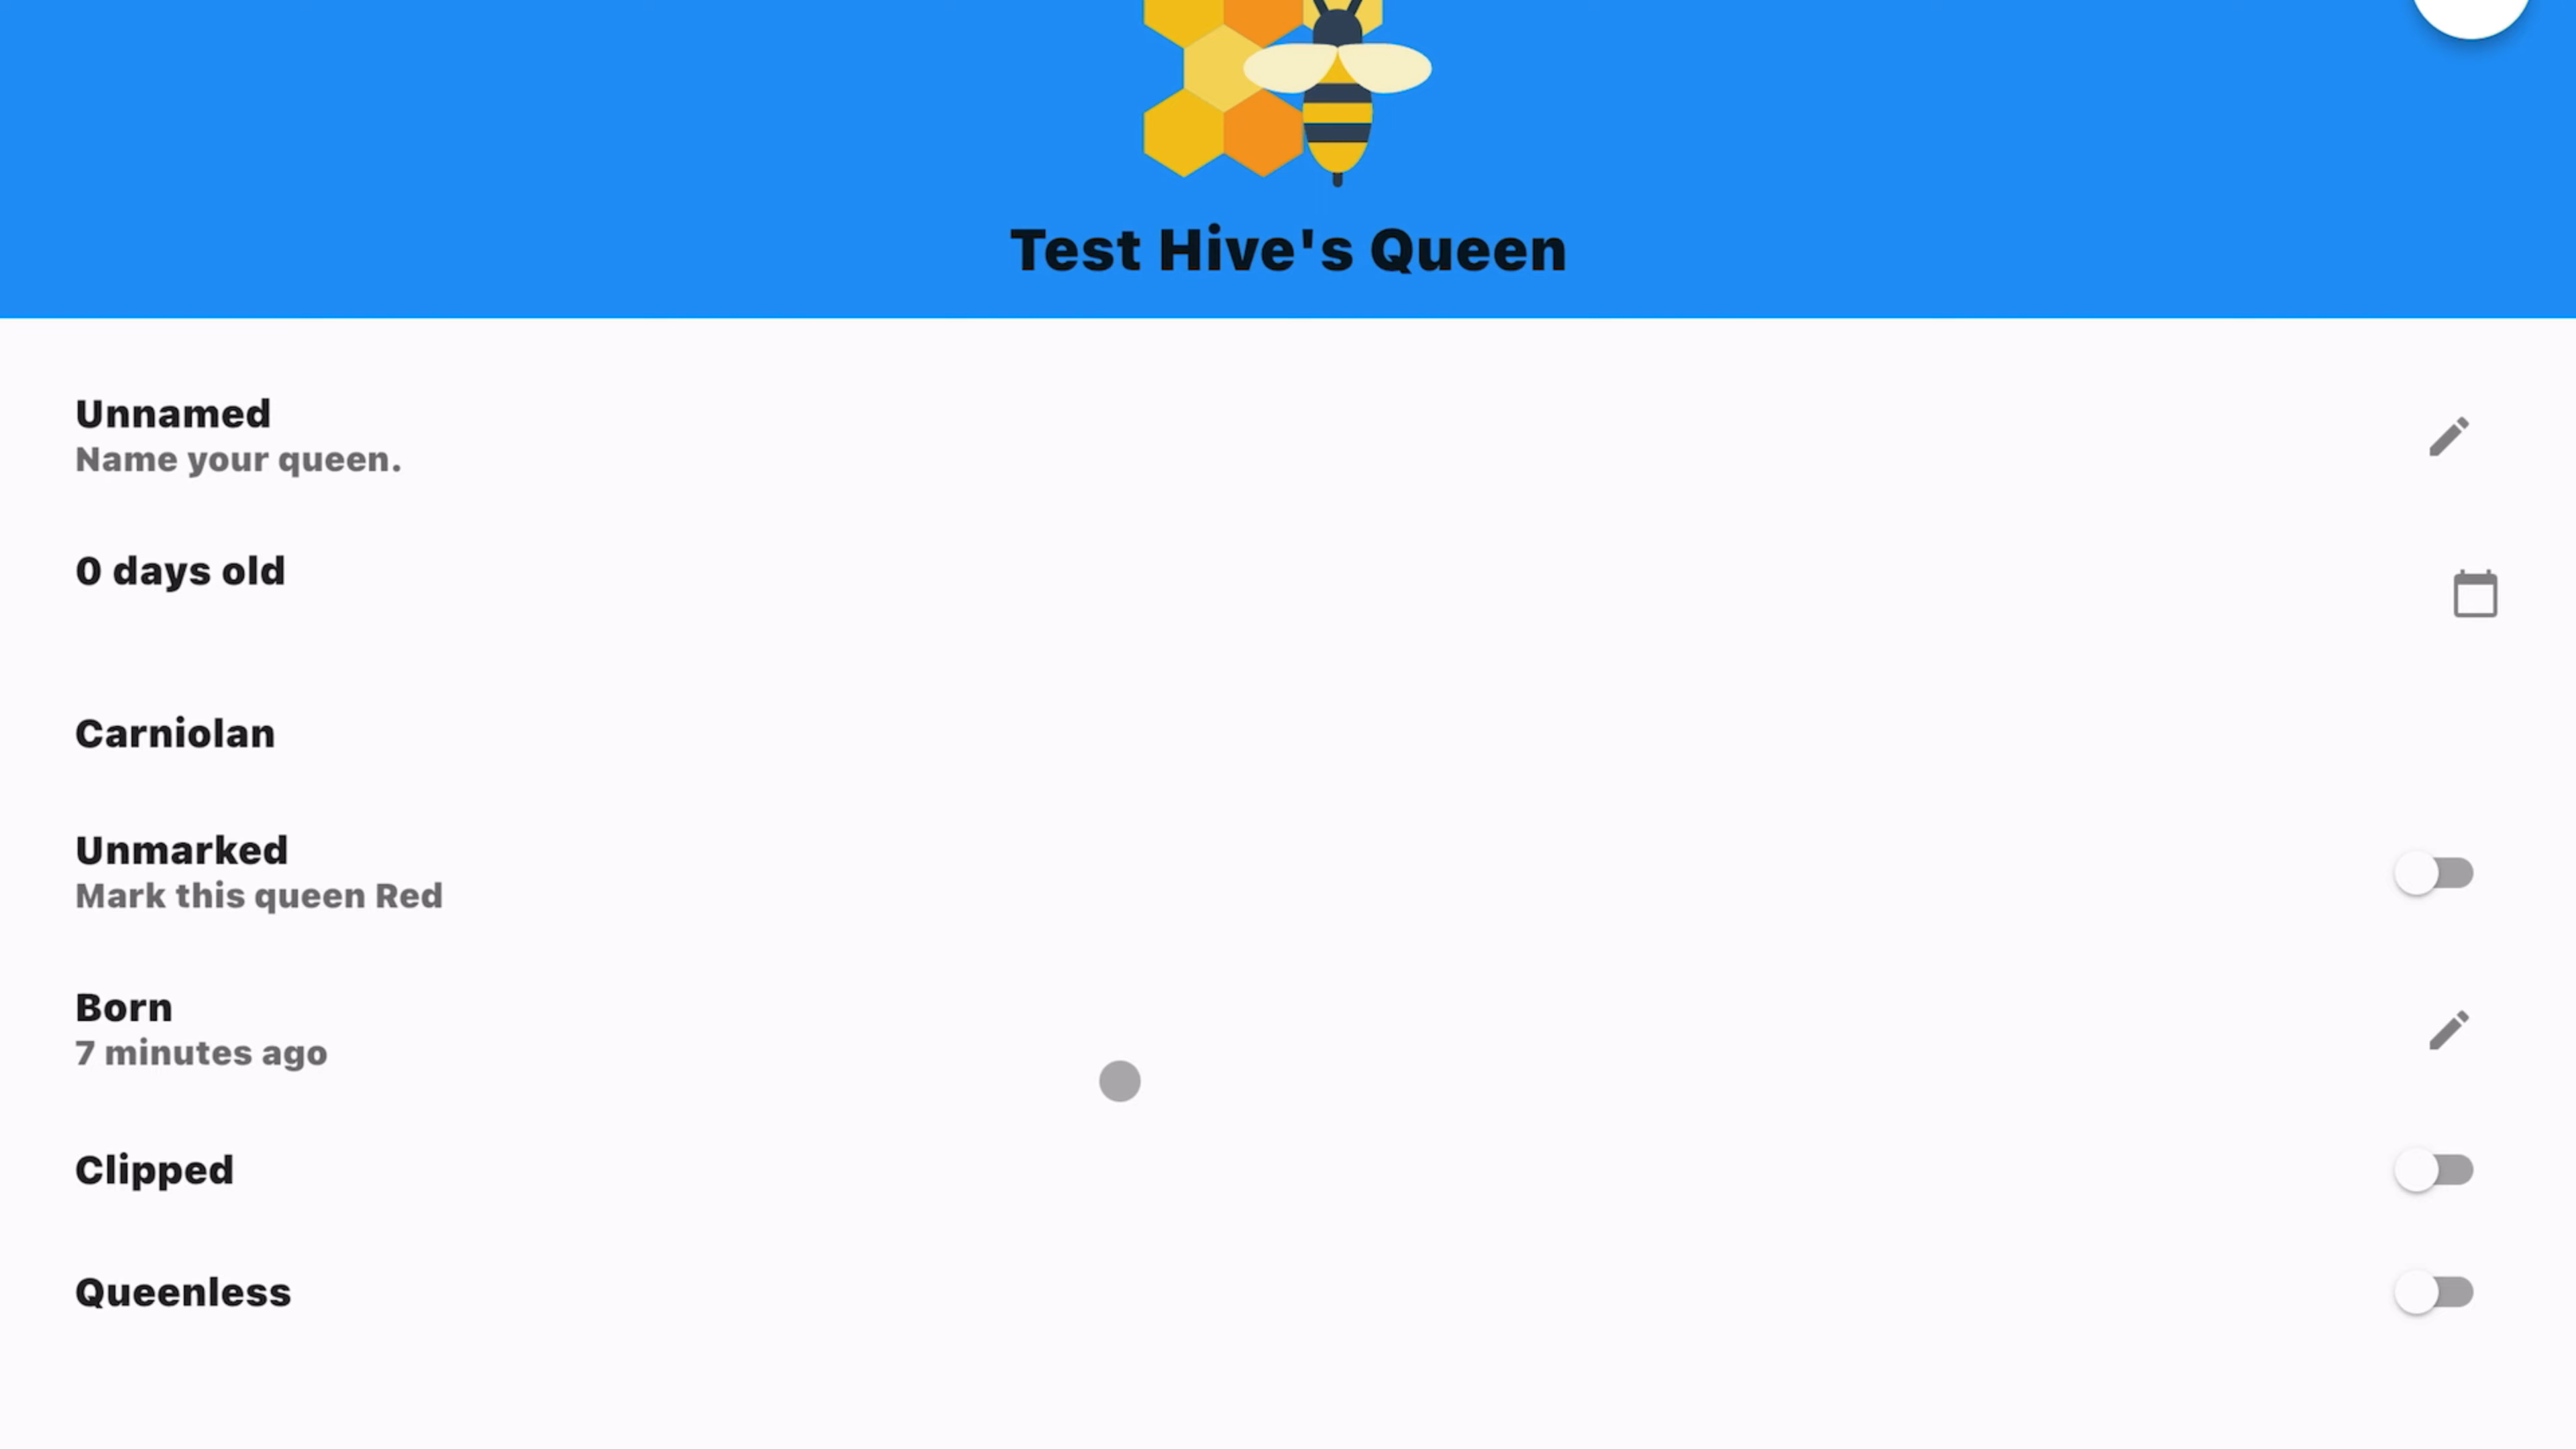 Test Hive's Queen
Unnamed
Name your queen.
0 days old
Carniolan
Unmarked
Mark this queen Red
Born
7 minutes ago
Clipped
Queenless